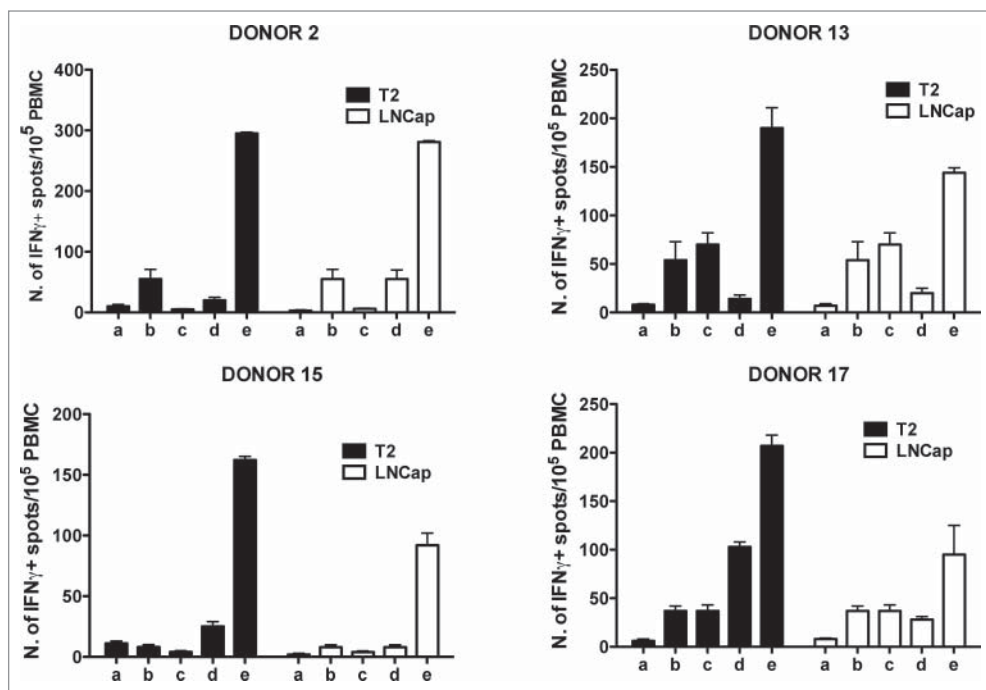 DONOR 2
N. of IFNγ+ spots/10⁵ PBMC
400
300
200
100
0
T2
LNCap
a b c d e a b c d e
DONOR 13
N. of IFNγ+ spots/10⁵ PBMC
250
200
150
100
50
0
T2
LNCap
a b c d e a b c d e
DONOR 15
N. of IFNγ+ spots/10⁵ PBMC
200
150
100
50
0
T2
LNCap
a b c d e a b c d e
DONOR 17
N. of IFNγ+ spots/10⁵ PBMC
250
200
150
100
50
0
T2
LNCap
a b c d e a b c d e